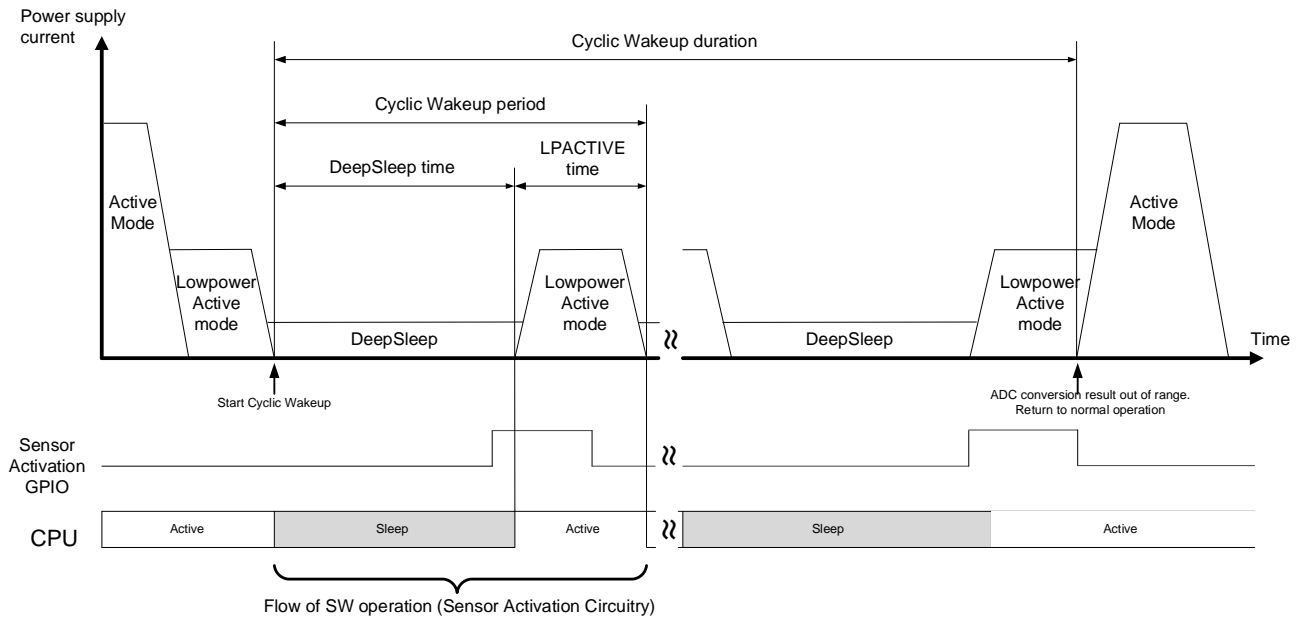 Power supply
current
Cyclic Wakeup duration
Cyclic Wakeup period
LPACTIVE
time
DeepSleep time
Active
Mode
Active
Mode
Lowpower
Active
mode
Lowpower
Active
mode
Lowpower
Active
mode
DeepSleep
DeepSleep
Time
Start Cyclic Wakeup
ADC conversion result out of range.
Return to normal operation
Sensor
Activation
GPIO
CPU
Active
Sleep
Active
Sleep
Active
Flow of SW operation (Sensor Activation Circuitry)